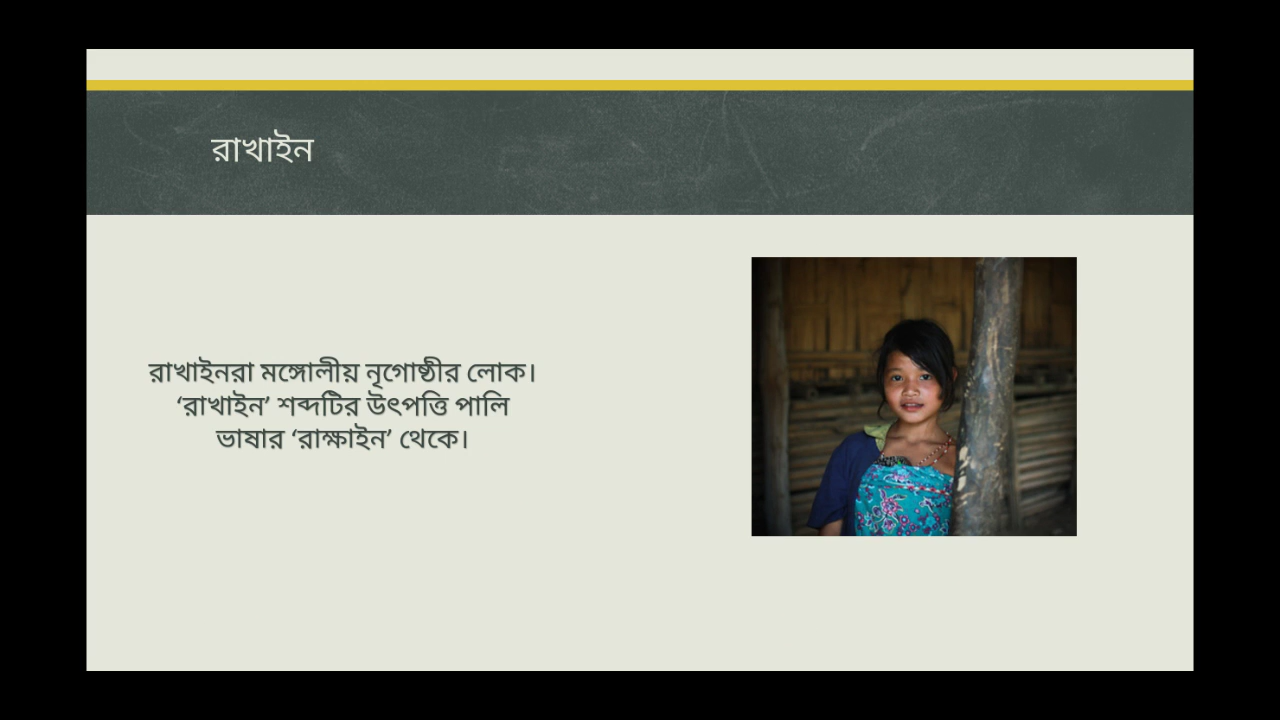 রাখাইন
রাখাইনরা মঙ্গোলীয় নৃগোষ্ঠীর লোক।
‘রাখাইন’ শব্দটির উৎপত্তি পালি
ভাষার ‘রাক্ষাইন’ থেকে।